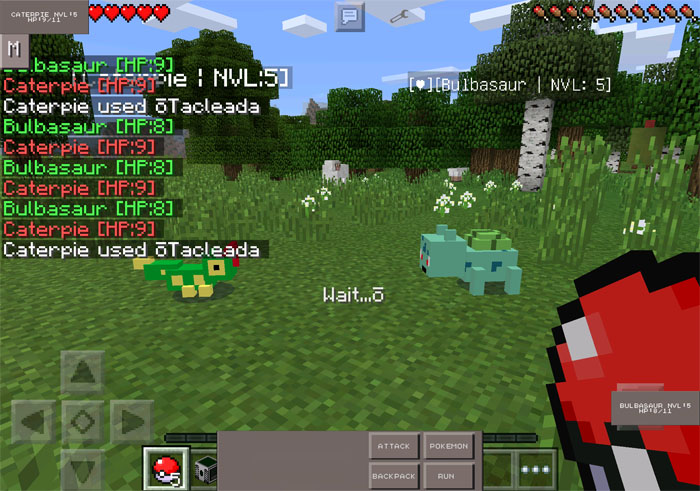 CATERPIE NVL:5
HP:9/11
M
Bulbasaur [HP:9]
Caterpie [HP:9]
Caterpie used ōTacleada
Bulbasaur [HP:8]
Caterpie [HP:9]
Bulbasaur [HP:8]
Caterpie [HP:9]
Bulbasaur [HP:8]
Caterpie [HP:9]
Caterpie used ōTacleada
| NVL:5]
[♥][Bulbasaur | NVL: 5]
Wait...ō
BULBASAUR NVL:5
HP:8/11
ATTACK
POKEMON
BACKPACK
RUN